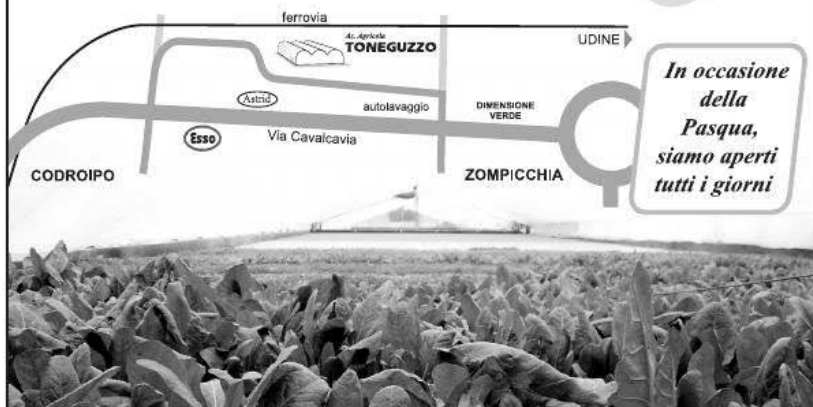 ferrovia
UDINE
Az. Agricola
TONEGUZZO
Astrid
autolavaggio
DIMENSIONE
VERDE
Esso
Via Cavalcavia
CODROIPO
ZOMPICCHIA
In occasione
della
Pasqua,
siamo aperti
tutti i giorni